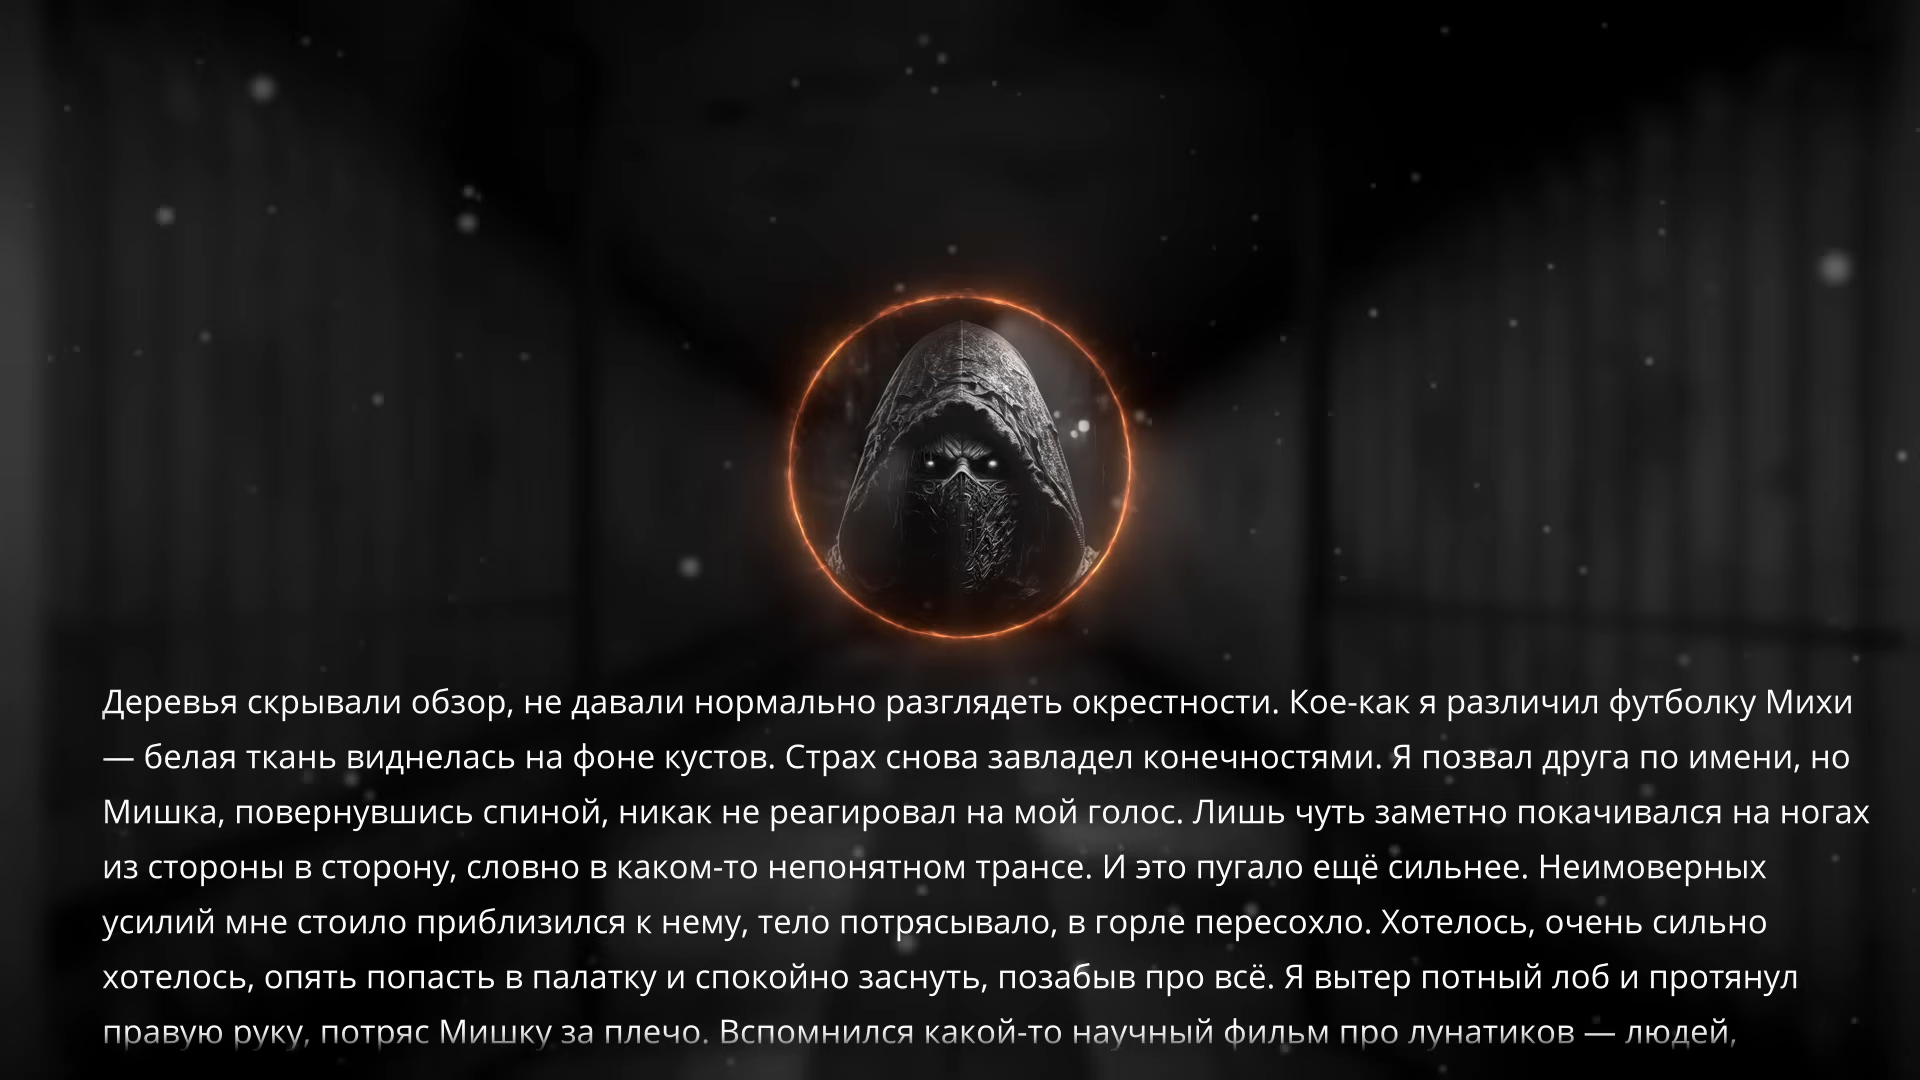 Деревья скрывали обзор, не давали нормально разглядеть окрестности. Кое-как я различил футболку Михи
— белая ткань виднелась на фоне кустов. Страх снова завладел конечностями. Я позвал друга по имени, но
Мишка, повернувшись спиной, никак не реагировал на мой голос. Лишь чуть заметно покачивался на ногах
из стороны в сторону, словно в каком-то непонятном трансе. И это пугало ещё сильнее. Неимоверных
усилий мне стоило приблизился к нему, тело потрясывало, в горле пересохло. Хотелось, очень сильно
хотелось, опять попасть в палатку и спокойно заснуть, позабыв про всё. Я вытер потный лоб и протянул
правую руку, потряс Мишку за плечо. Вспомнился какой-то научный фильм про лунатиков — людей,